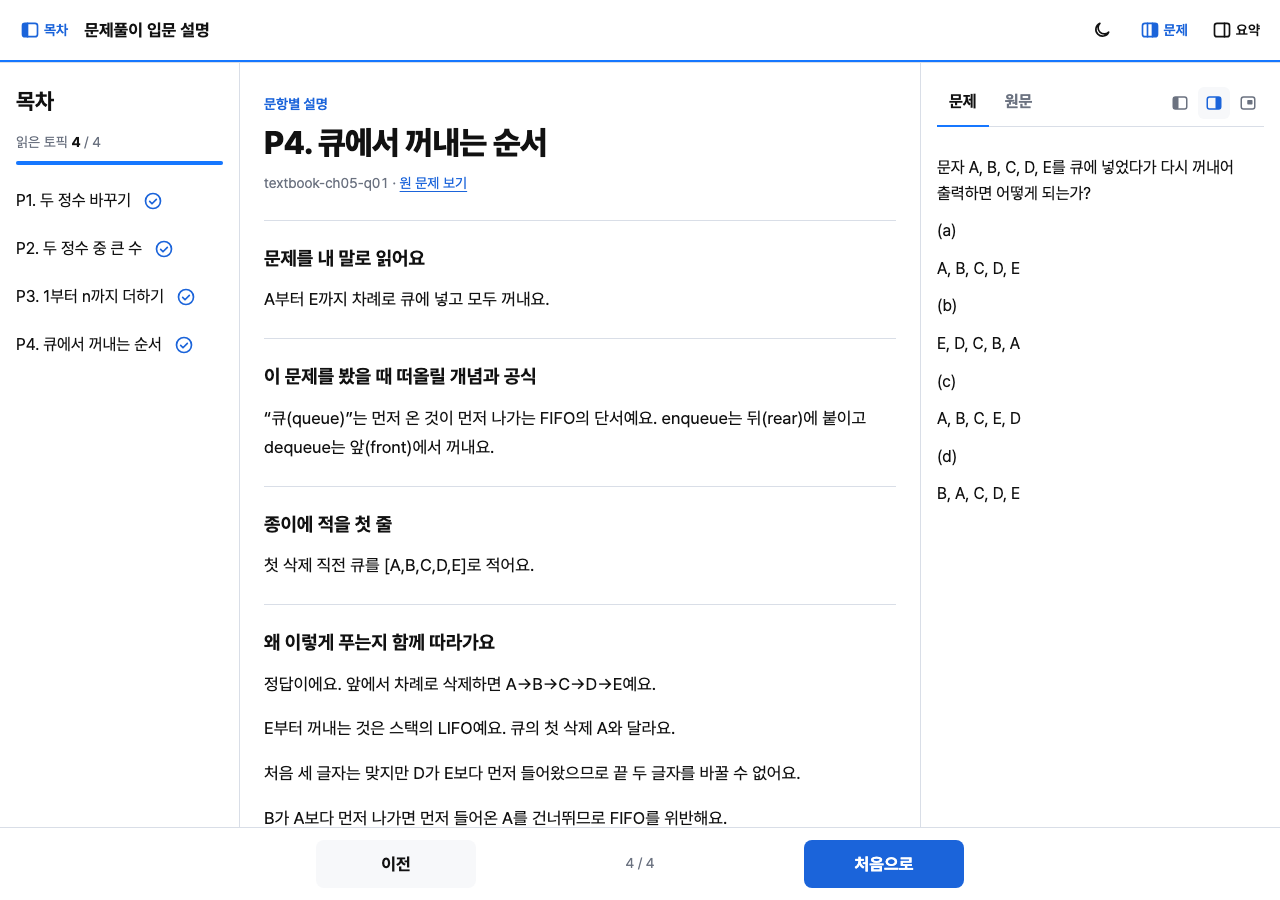 목차
문제풀이 입문 설명
문제
요약
목차
읽은 토픽 4 / 4
P1. 두 정수 바꾸기
P2. 두 정수 중 큰 수
P3. 1부터 n까지 더하기
P4. 큐에서 꺼내는 순서
문항별 설명
P4. 큐에서 꺼내는 순서
textbook-ch05-q01 · 원 문제 보기
문제를 내 말로 읽어요
A부터 E까지 차례로 큐에 넣고 모두 꺼내요.
이 문제를 봤을 때 떠올릴 개념과 공식
“큐(queue)”는 먼저 온 것이 먼저 나가는 FIFO의 단서예요. enqueue는 뒤(rear)에 붙이고
dequeue는 앞(front)에서 꺼내요.
종이에 적을 첫 줄
첫 삭제 직전 큐를 [A,B,C,D,E]로 적어요.
왜 이렇게 푸는지 함께 따라가요
정답이에요. 앞에서 차례로 삭제하면 A→B→C→D→E예요.
E부터 꺼내는 것은 스택의 LIFO예요. 큐의 첫 삭제 A와 달라요.
처음 세 글자는 맞지만 D가 E보다 먼저 들어왔으므로 끝 두 글자를 바꿀 수 없어요.
B가 A보다 먼저 나가면 먼저 들어온 A를 건너뛰므로 FIFO를 위반해요.
문제
원문
문자 A, B, C, D, E를 큐에 넣었다가 다시 꺼내어
출력하면 어떻게 되는가?
(a)
A, B, C, D, E
(b)
E, D, C, B, A
(c)
A, B, C, E, D
(d)
B, A, C, D, E
이전
4 / 4
처음으로